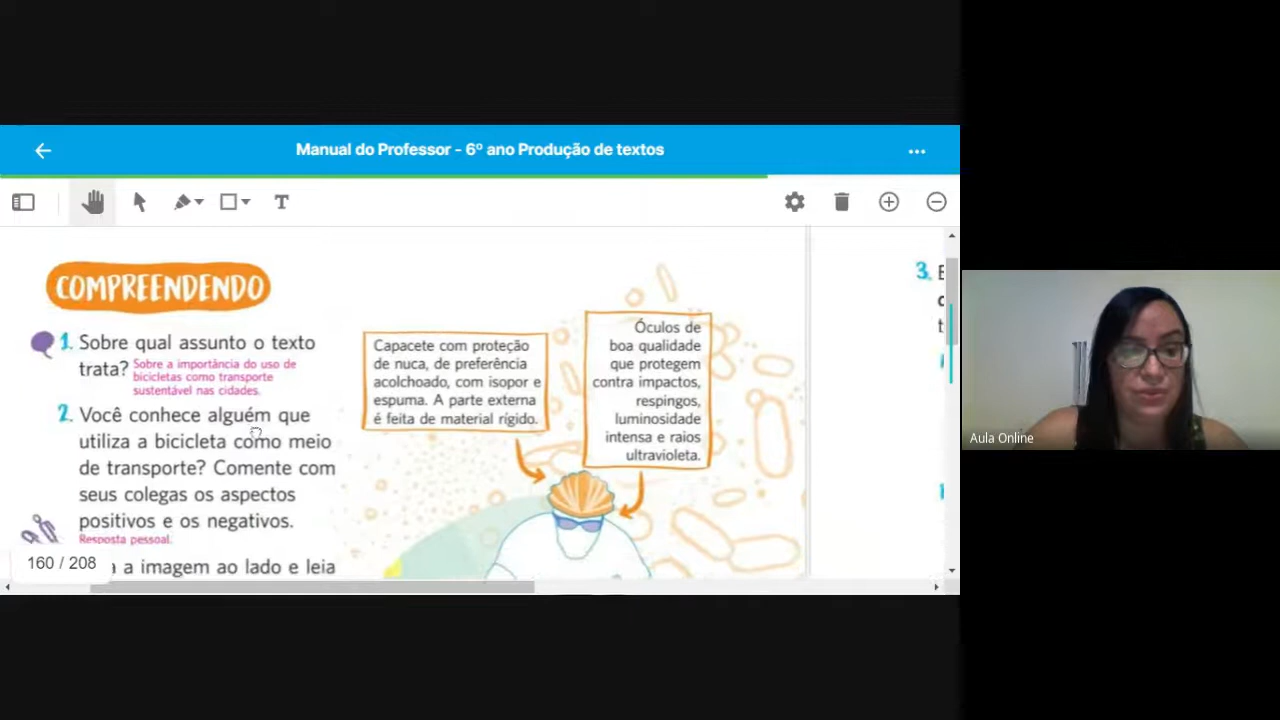 Manual do Professor - 6º ano Produção de textos
T
COMPREENDENDO
1. Sobre qual assunto o texto
trata? Sobre a importância do uso de
bicicletas como transporte
sustentável nas cidades.
2. Você conhece alguém que
utiliza a bicicleta como meio
de transporte? Comente com
seus colegas os aspectos
positivos e os negativos.
Resposta pessoal.
a imagem ao lado e leia
160 / 208
Capacete com proteção
de nuca, de preferência
acolchoado, com isopor e
espuma. A parte externa
é feita de material rígido.
Óculos de
boa qualidade
que protegem
contra impactos,
respingos,
luminosidade
intensa e raios
ultravioleta.
3.
Aula Online